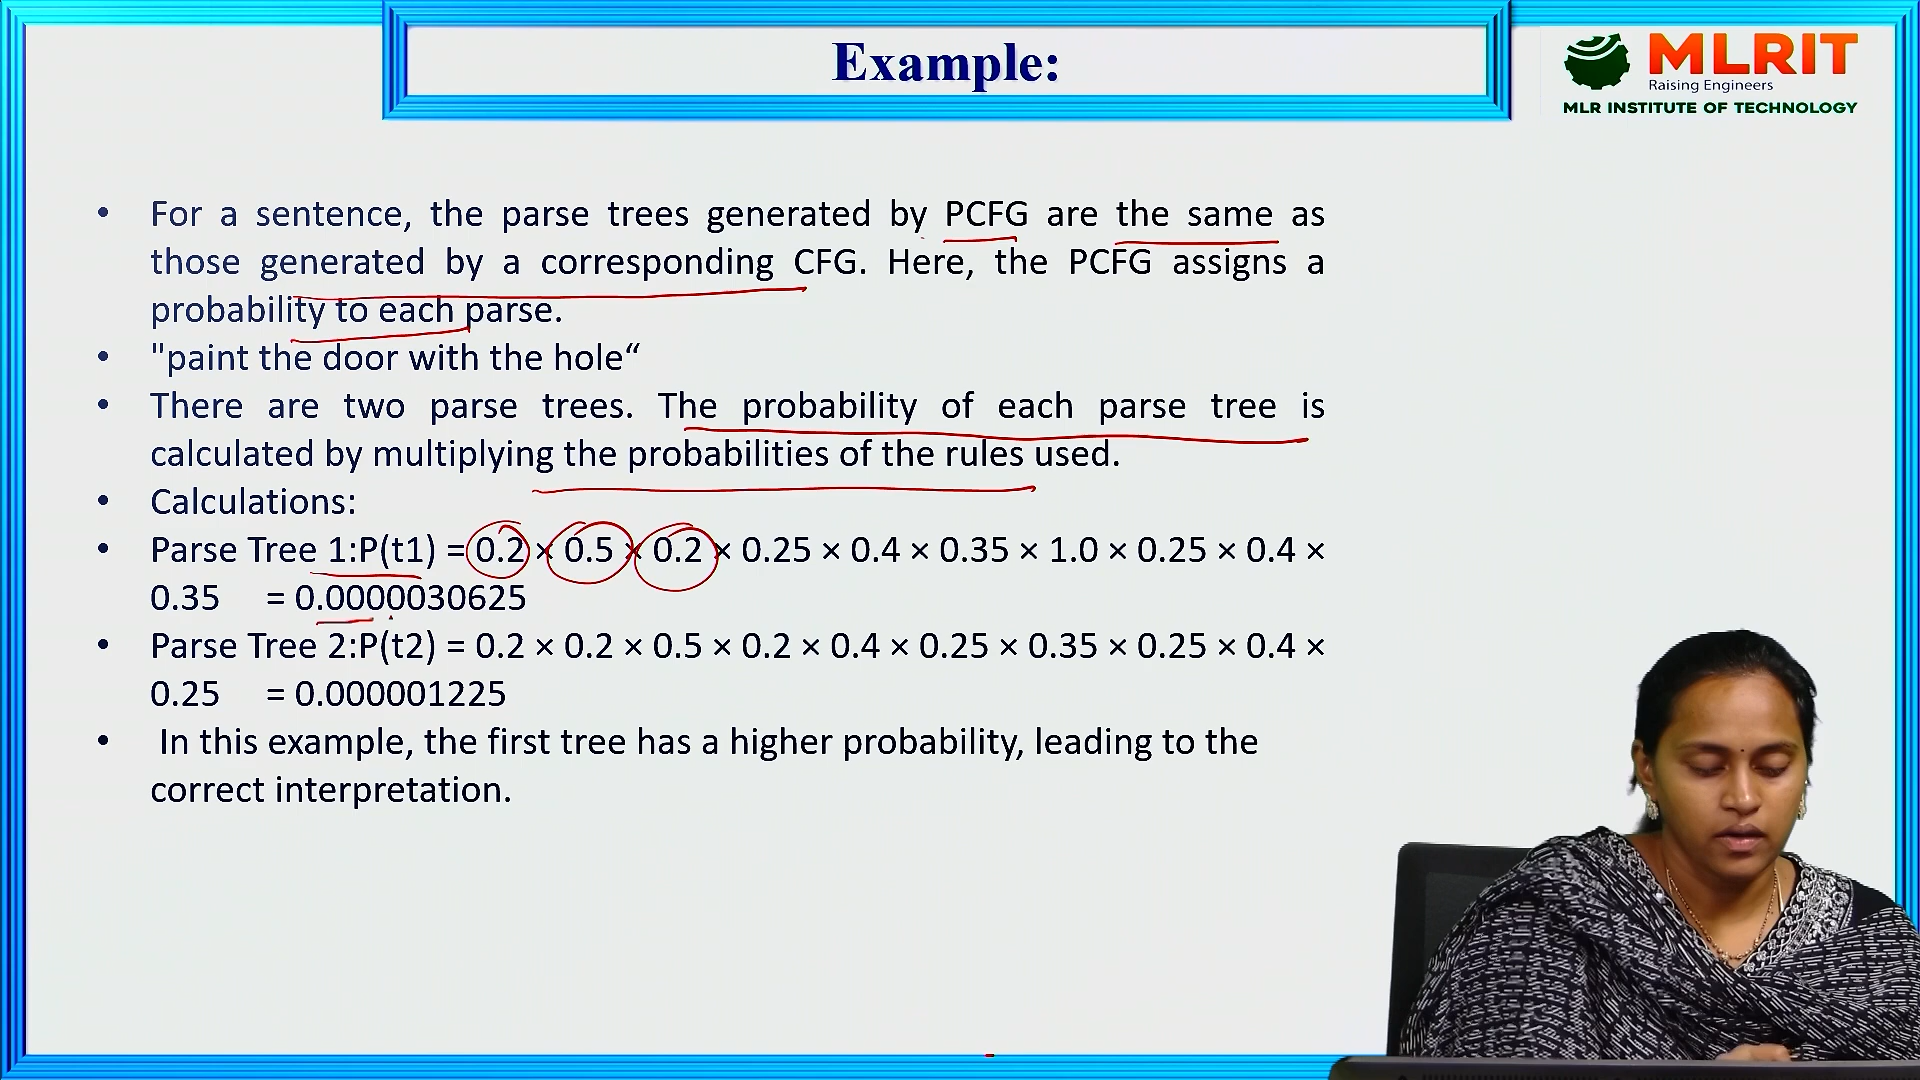 Example:
MLRIT
Raising Engineers
MLR INSTITUTE OF TECHNOLOGY
• For a sentence, the parse trees generated by PCFG are the same as
those generated by a corresponding CFG. Here, the PCFG assigns a
probability to each parse.
• "paint the door with the hole“
• There are two parse trees. The probability of each parse tree is
calculated by multiplying the probabilities of the rules used.
• Calculations:
• Parse Tree 1:P(t1) = 0.2 × 0.5 × 0.2 × 0.25 × 0.4 × 0.35 × 1.0 × 0.25 × 0.4 ×
0.35 = 0.0000030625
• Parse Tree 2:P(t2) = 0.2 × 0.2 × 0.5 × 0.2 × 0.4 × 0.25 × 0.35 × 0.25 × 0.4 ×
0.25 = 0.000001225
• In this example, the first tree has a higher probability, leading to the
correct interpretation.